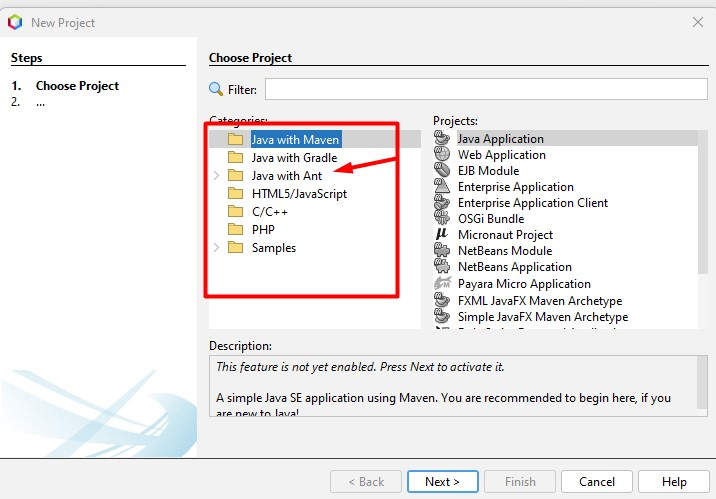 New Project
Steps
1. Choose Project
2. ...
Choose Project
Filter:
Categories:
Java with Maven
Java with Gradle
Java with Ant
HTML5/JavaScript
C/C++
PHP
Samples
Projects:
Java Application
Web Application
EJB Module
Enterprise Application
Enterprise Application Client
OSGi Bundle
Micronaut Project
NetBeans Module
NetBeans Application
Payara Micro Application
FXML JavaFX Maven Archetype
Simple JavaFX Maven Archetype
Description:
This feature is not yet enabled. Press Next to activate it.
A simple Java SE application using Maven. You are recommended to begin here, if you
are new to Java!
< Back
Next >
Finish
Cancel
Help